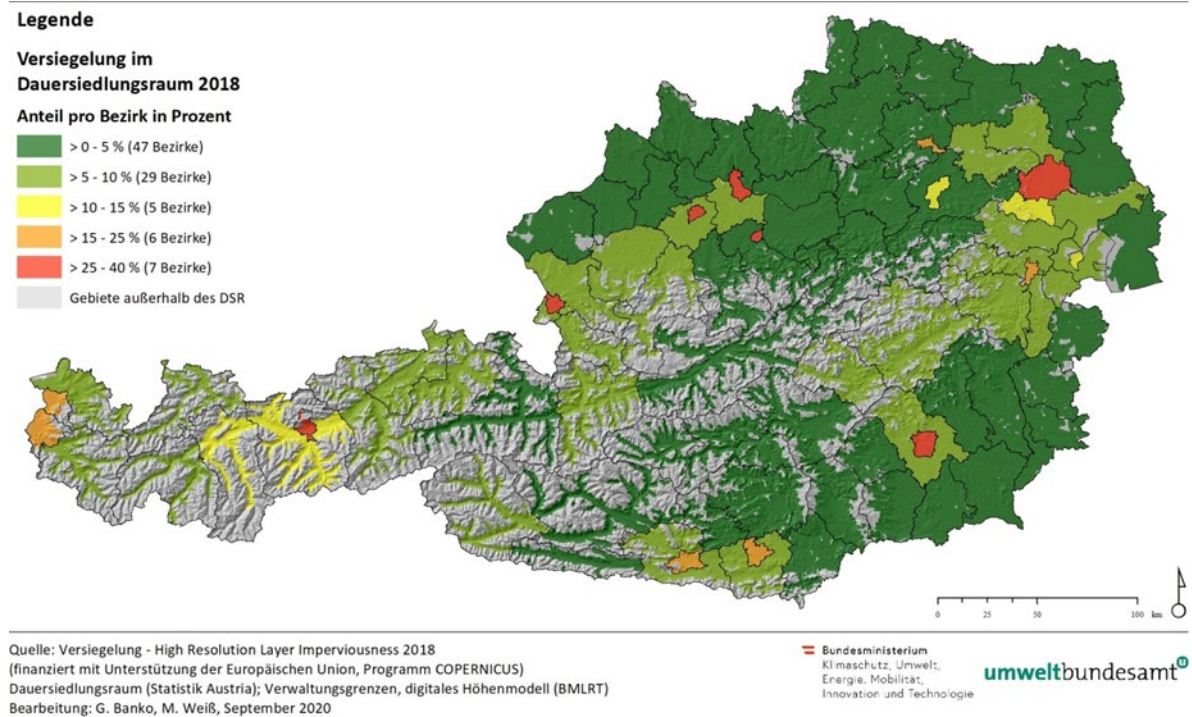 Legende
Versiegelung im
Dauersiedlungsraum 2018
Anteil pro Bezirk in Prozent
> 0 - 5 % (47 Bezirke)
> 5 - 10 % (29 Bezirke)
> 10 - 15 % (5 Bezirke)
> 15 - 25 % (6 Bezirke)
> 25 - 40 % (7 Bezirke)
Gebiete außerhalb des DSR
0 25 50 100 km
Quelle: Versiegelung - High Resolution Layer Imperviousness 2018
(finanziert mit Unterstützung der Europäischen Union, Programm COPERNICUS)
Dauersiedlungsraum (Statistik Austria); Verwaltungsgrenzen, digitales Höhenmodell (BMLRT)
Bearbeitung: G. Banko, M. Weiß, September 2020
Bundesministerium
Klimaschutz, Umwelt,
Energie, Mobilität,
Innovation und Technologie
umweltbundesamt u